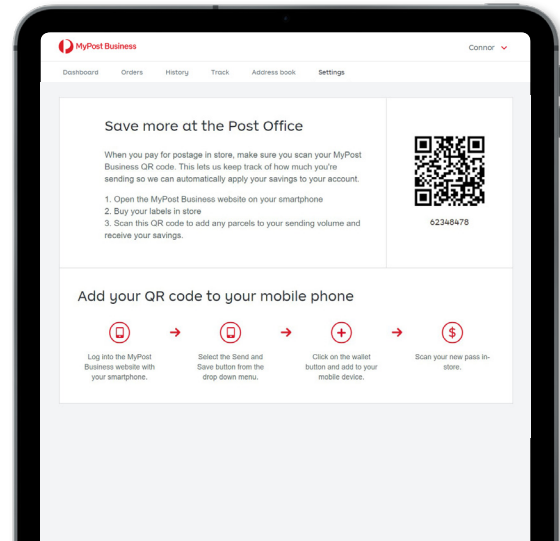 MyPost Business
Connor
Dashboard Orders History Track Address book Settings
Save more at the Post Office
When you pay for postage in store, make sure you scan your MyPost
Business QR code. This lets us keep track of how much you're
sending so we can automatically apply your savings to your account.
1. Open the MyPost Business website on your smartphone
2. Buy your labels in store
3. Scan this QR code to add any parcels to your sending volume and
receive your savings.
62348478
Add your QR code to your mobile phone
Log into the MyPost
Business website with
your smartphone.
Select the Send and
Save button from the
drop down menu.
Click on the wallet
button and add to your
mobile device.
Scan your new pass in-
store.